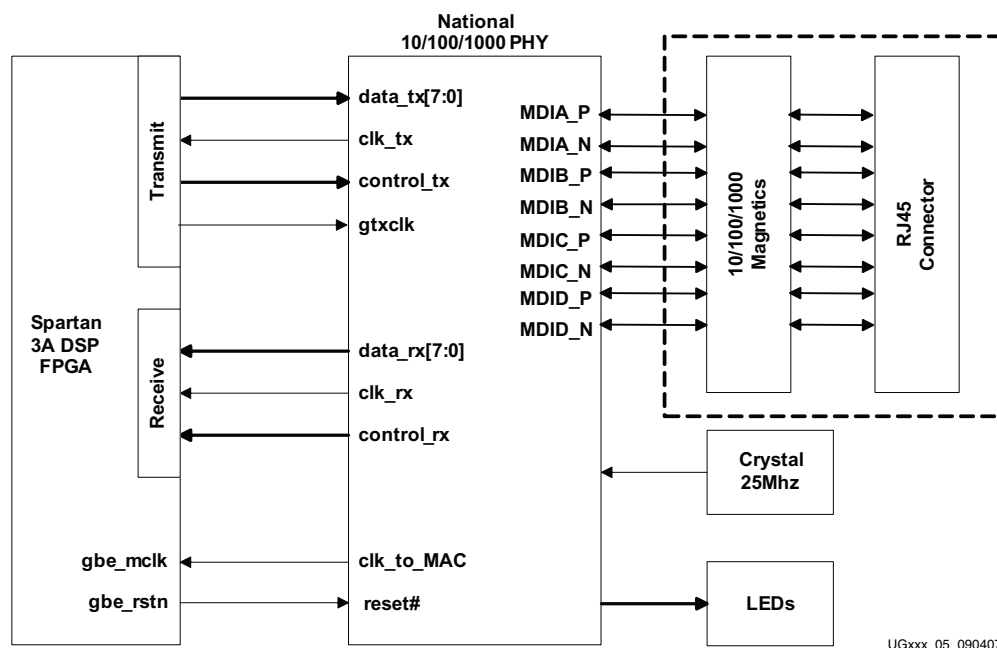 National
10/100/1000 PHY
Transmit
data_tx[7:0]
clk_tx
control_tx
gtxclk
MDIA_P
MDIA_N
MDIB_P
MDIB_N
MDIC_P
MDIC_N
MDID_P
MDID_N
10/100/1000
Magnetics
RJ45
Connector
Spartan
3A DSP
FPGA
Receive
data_rx[7:0]
clk_rx
control_rx
Crystal
25Mhz
gbe_mclk
clk_to_MAC
gbe_rstn
reset#
LEDs
UGxxx_05_090407